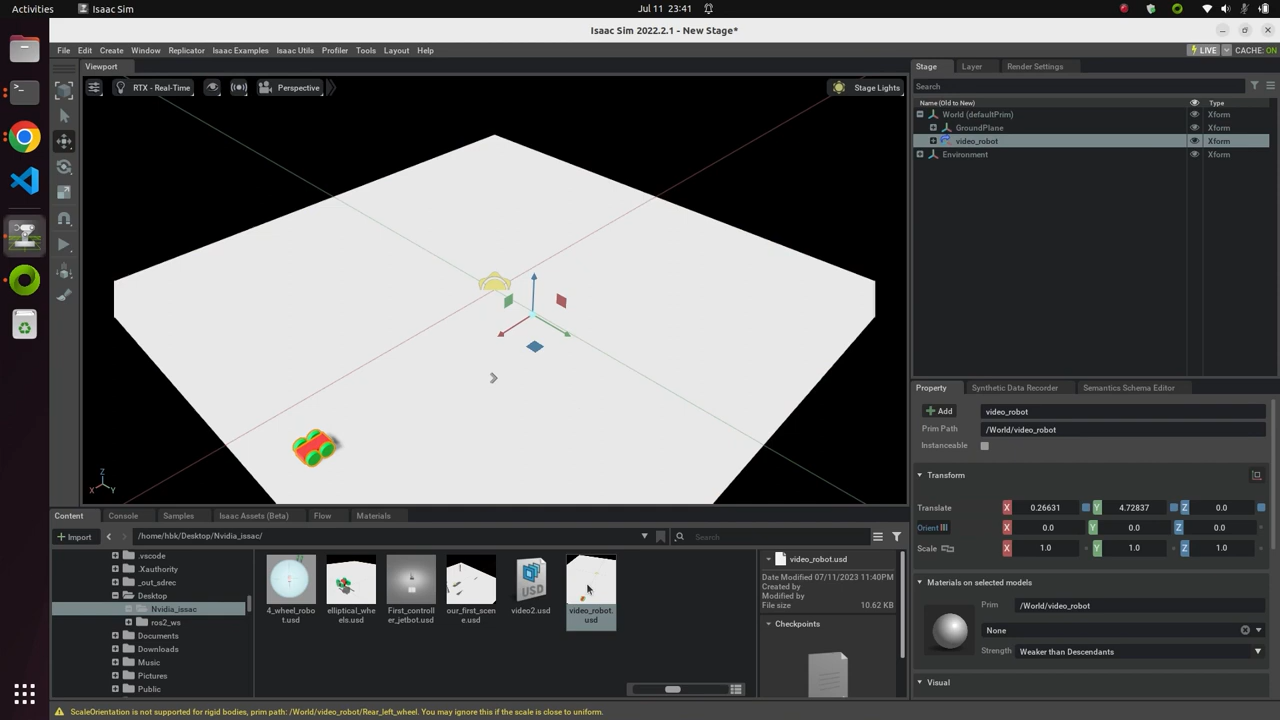 Activities
Isaac Sim
Jul 11 23:41
Isaac Sim 2022.2.1 - New Stage*
File Edit Create Window Replicator Isaac Examples Isaac Utils Profiler Tools Layout Help
LIVE
CACHE: ON
Viewport
RTX - Real-Time
Perspective
Stage Lights
Stage Layer Render Settings
Search
Name (Old to New) Type
World (defaultPrim) Xform
GroundPlane Xform
video_robot Xform
Environment Xform
Z
X Y
Property Synthetic Data Recorder Semantics Schema Editor
Add video_robot
Prim Path /World/video_robot
Instanceable
Transform
Translate X 0.26631 Y 4.72837 Z 0.0
Orient X 0.0 Y 0.0 Z 0.0
Scale X 1.0 Y 1.0 Z 1.0
Materials on selected models
Prim /World/video_robot
None
Strength Weaker than Descendants
Visual
Content Console Samples Isaac Assets (Beta) Flow Materials
Import /home/hbk/Desktop/Nvidia_issac/ Search
.vscode
.Xauthority
_out_sdrec
Desktop
Nvidia_issac
ros2_ws
Documents
Downloads
Music
Pictures
Public
USD
4_wheel_robo
t.usd
elliptical_whe
els.usd
First_controll
er_jetbot.usd
our_first_scen
e.usd
video2.usd
video_robot.
usd
video_robot.usd
Date Modified 07/11/2023 11:40PM
Created by
Modified by
File size 10.62 KB
Checkpoints
ScaleOrientation is not supported for rigid bodies, prim path: /World/video_robot/Rear_left_wheel. You may ignore this if the scale is close to uniform.